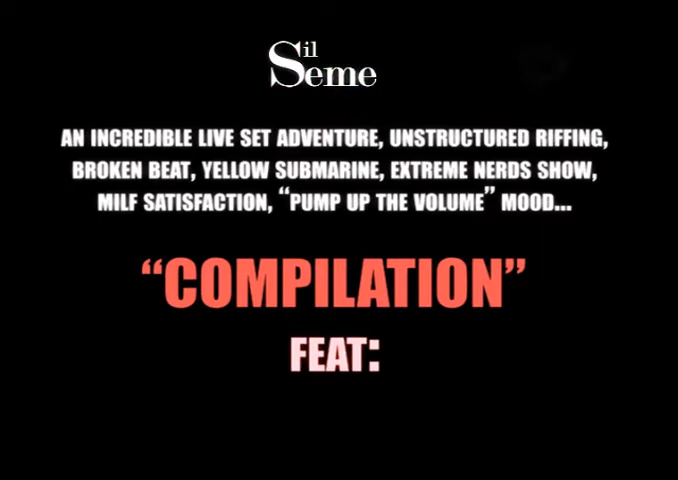 il
Seme
AN INCREDIBLE LIVE SET ADVENTURE, UNSTRUCTURED RIFFING,
BROKEN BEAT, YELLOW SUBMARINE, EXTREME NERDS SHOW,
MILF SATISFACTION, “PUMP UP THE VOLUME” MOOD...
“COMPILATION”
FEAT: